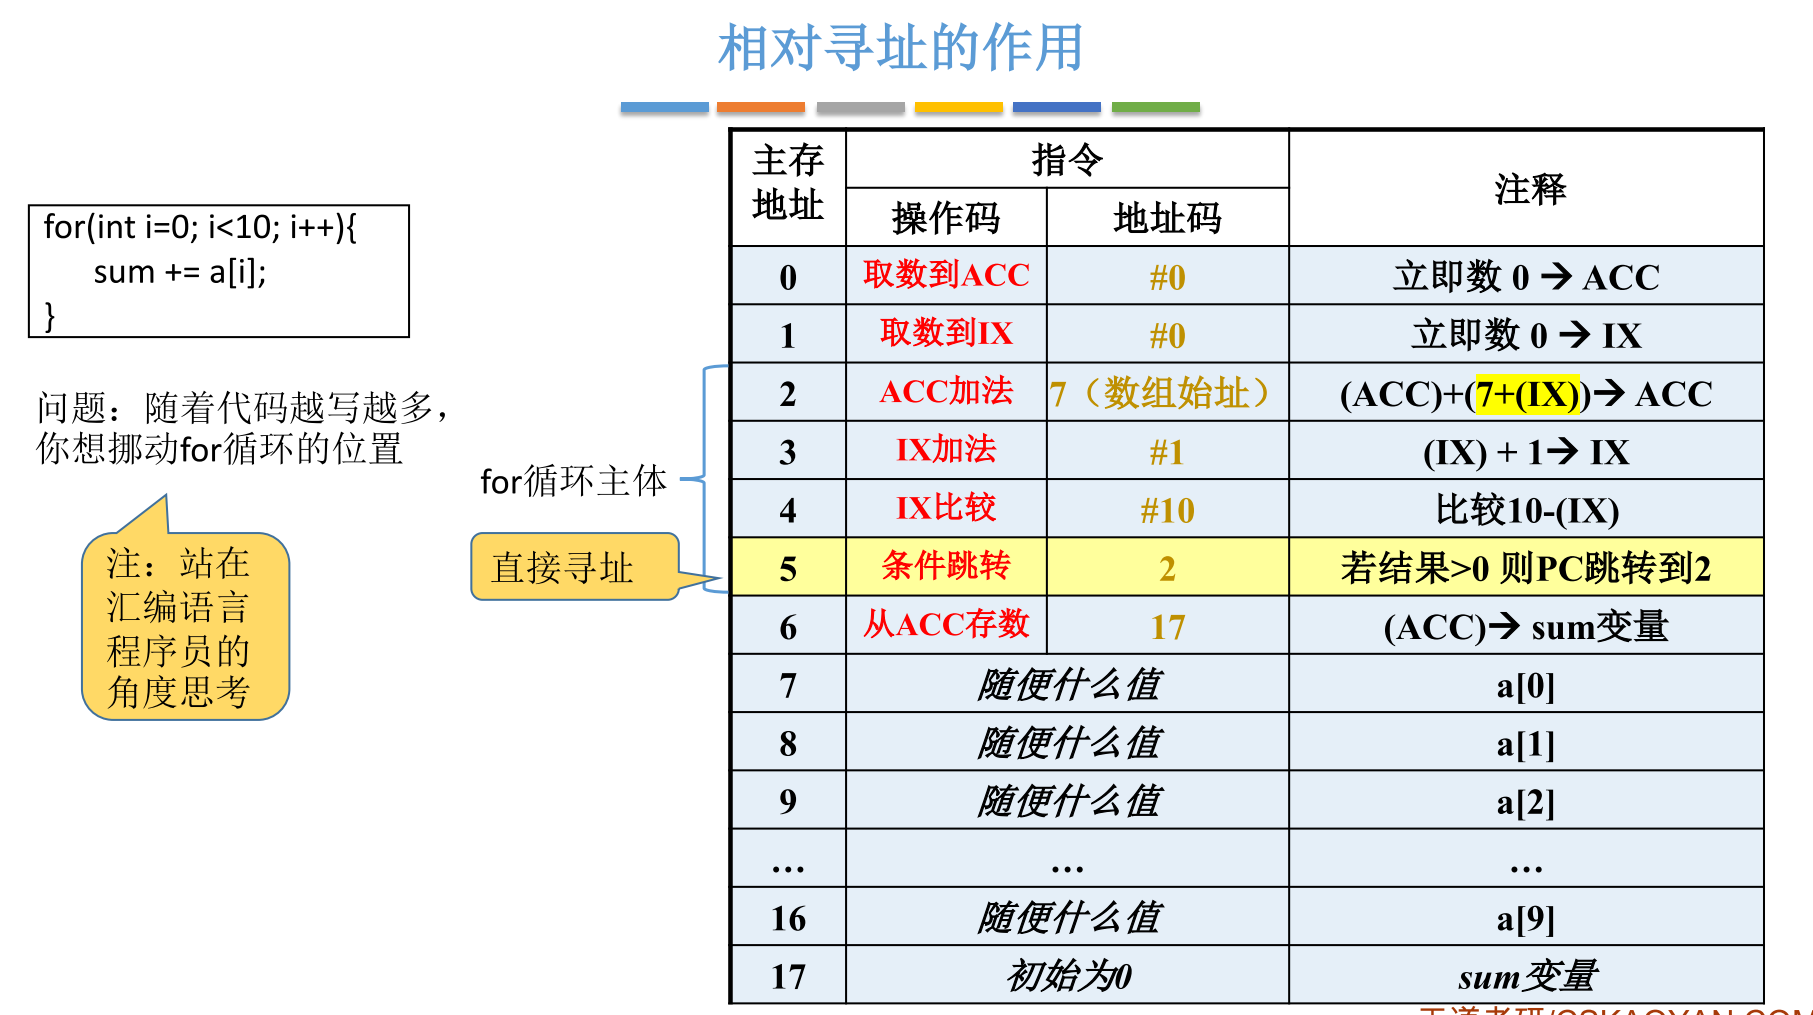 相对寻址的作用
for(int i=0; i<10; i++){
sum += a[i];
}
问题：随着代码越写越多，
你想挪动for循环的位置
注：站在
汇编语言
程序员的
角度思考
for循环主体
直接寻址
主存 指令 注释
地址 操作码 地址码
0 取数到ACC #0 立即数 0 → ACC
1 取数到IX #0 立即数 0 → IX
2 ACC加法 7（数组始址） (ACC)+(7+(IX))→ ACC
3 IX加法 #1 (IX) + 1→ IX
4 IX比较 #10 比较10-(IX)
5 条件跳转 2 若结果>0 则PC跳转到2
6 从ACC存数 17 (ACC)→ sum变量
7 随便什么值 a[0]
8 随便什么值 a[1]
9 随便什么值 a[2]
… … …
16 随便什么值 a[9]
17 初始为0 sum变量